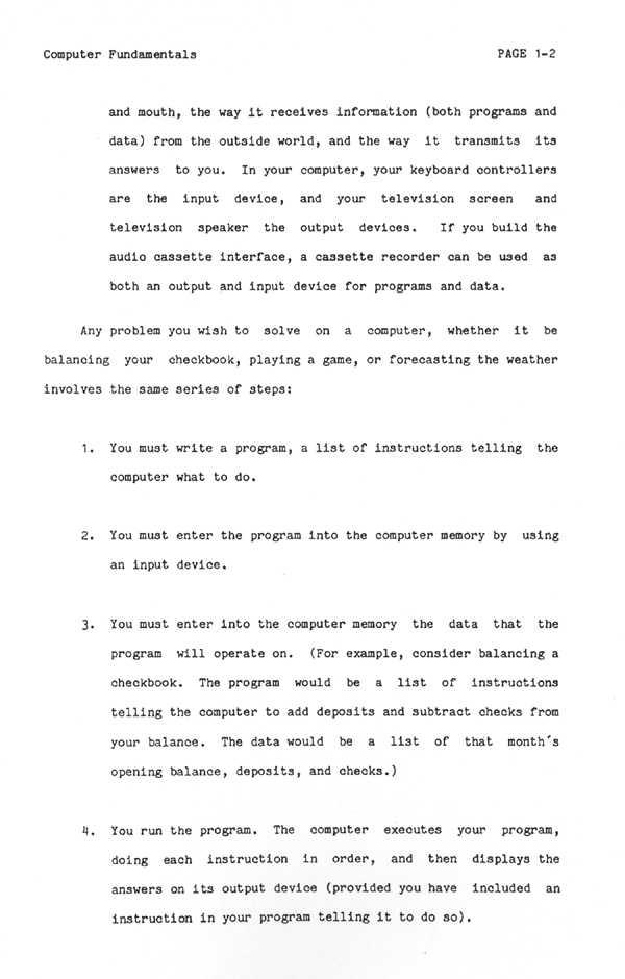 Computer Fundamentals PAGE 1-2
and mouth, the way it receives information (both programs and
data) from the outside world, and the way it transmits its
answers to you. In your computer, your keyboard controllers
are the input device, and your television screen and
television speaker the output devices. If you build the
audio cassette interface, a cassette recorder can be used as
both an output and input device for programs and data.
Any problem you wish to solve on a computer, whether it be
balancing your checkbook, playing a game, or forecasting the weather
involves the same series of steps:
1. You must write a program, a list of instructions telling the
computer what to do.
2. You must enter the program into the computer memory by using
an input device.
3. You must enter into the computer memory the data that the
program will operate on. (For example, consider balancing a
checkbook. The program would be a list of instructions
telling the computer to add deposits and subtract checks from
your balance. The data would be a list of that month's
opening balance, deposits, and checks.)
4. You run the program. The computer executes your program,
doing each instruction in order, and then displays the
answers on its output device (provided you have included an
instruction in your program telling it to do so).